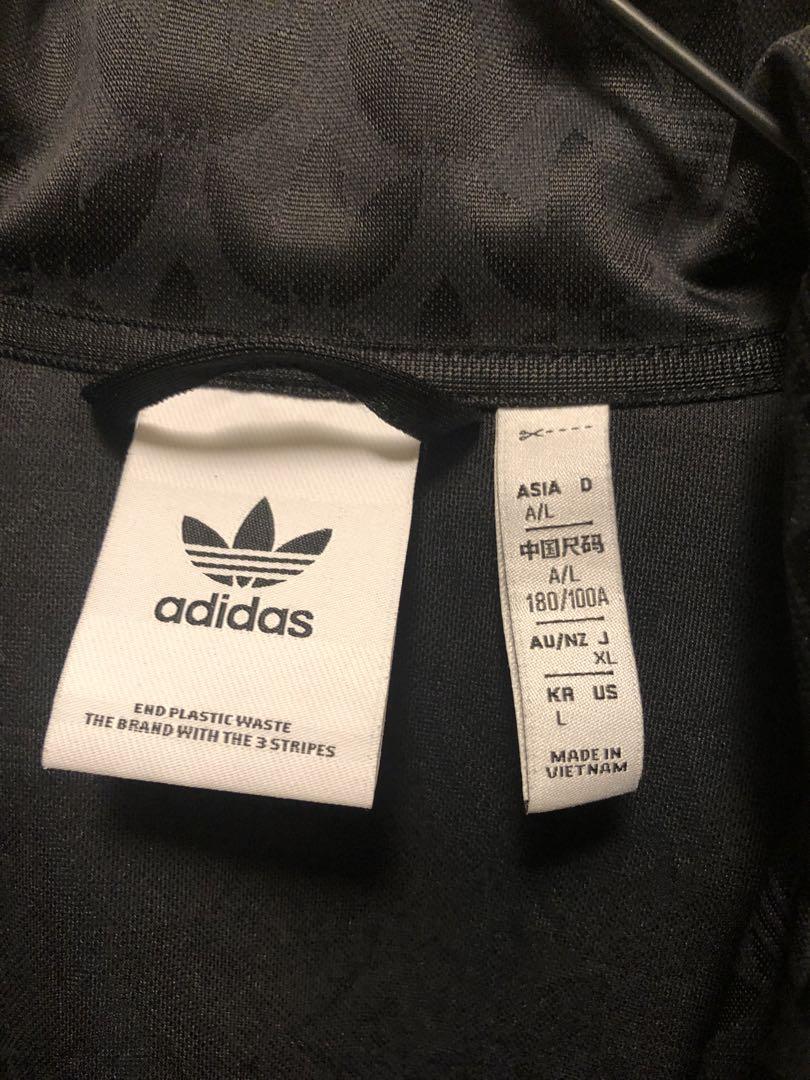 adidas
END PLASTIC WASTE
THE BRAND WITH THE 3 STRIPES
ASIA D
A/L
中国尺码
A/L
180/100A
AU/NZ J
XL
KR US
L
MADE IN
VIETNAM